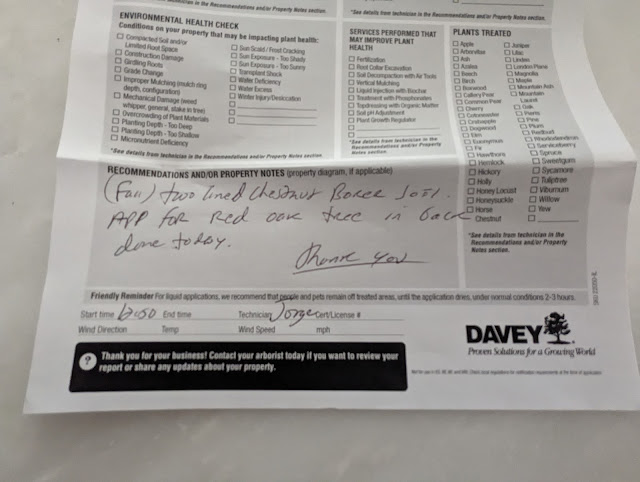 *See details from technician in the
Recommendations and/or Property Notes section.
ENVIRONMENTAL HEALTH CHECK
Conditions on your property that may be impacting plant health:
☐ Compacted Soil and/or
Limited Root Space
☐ Construction Damage
☐ Girdling Roots
☐ Grade Change
☐ Improper Mulching (mulch ring
depth, configuration)
☐ Mechanical Damage (weed
whipper, general, stake in tree)
☐ Overcrowding of Plant Materials
☐ Planting Depth - Too Deep
☐ Planting Depth - Too Shallow
☐ Micronutrient Deficiency
☐ Sun Scald / Frost Cracking
☐ Sun Exposure - Too Shady
☐ Sun Exposure - Too Sunny
☐ Transplant Shock
☐ Water Deficiency
☐ Water Excess
☐ Winter Injury/Desiccation
*See details from technician in the Recommendations and/or Property Notes section.
SERVICES PERFORMED THAT
MAY IMPROVE PLANT
HEALTH
☐ Fertilization
☐ Root Collar Excavation
☐ Soil Decompaction with Air Tools
☐ Vertical Mulching
☐ Liquid Injection with Biochar
☐ Treatment with Phosphonates
☐ Topdressing with Organic Matter
☐ Soil pH Adjustment
☐ Plant Growth Regulator
*See details from technician in the
Recommendations and/or Property
Notes section.
PLANTS TREATED
☐ Apple
☐ Arborvitae
☐ Ash
☐ Azalea
☐ Beech
☐ Birch
☐ Boxwood
☐ Callery Pear
☐ Common Pear
☐ Cherry
☐ Cotoneaster
☐ Crabapple
☐ Dogwood
☐ Elm
☐ Euonymus
☐ Fir
☐ Hawthorn
☐ Hemlock
☐ Hickory
☐ Holly
☐ Honey Locust
☐ Honeysuckle
☐ Horse
Chestnut
☐ Juniper
☐ Lilac
☐ Linden
☐ London Plane
☐ Magnolia
☐ Maple
☐ Mountain Ash
☐ Mountain
Laurel
☐ Oak
☐ Pieris
☐ Pine
☐ Plum
☐ Redbud
☐ Rhododendron
☐ Serviceberry
☐ Spruce
☐ Sweetgum
☐ Sycamore
☐ Tuliptree
☐ Viburnum
☐ Willow
☐ Yew
*See details from
technician in the
Recommendations
and/or Property
Notes section.
RECOMMENDATIONS AND/OR PROPERTY NOTES (property diagram, if applicable)
(Fall) two lined Chestnut Borer Soil
App for Red oak tree in back
done today.
Thank you
Friendly Reminder For liquid applications, we recommend that people and pets remain off treated areas, until the application dries, under normal conditions 2-3 hours.
Start time 12:50 End time Technician Jorge Cert/License #
Wind Direction Temp Wind Speed mph
? Thank you for your business! Contact your arborist today if you want to review your
report or share any updates about your property.
DAVEY
Proven Solutions for a Growing World